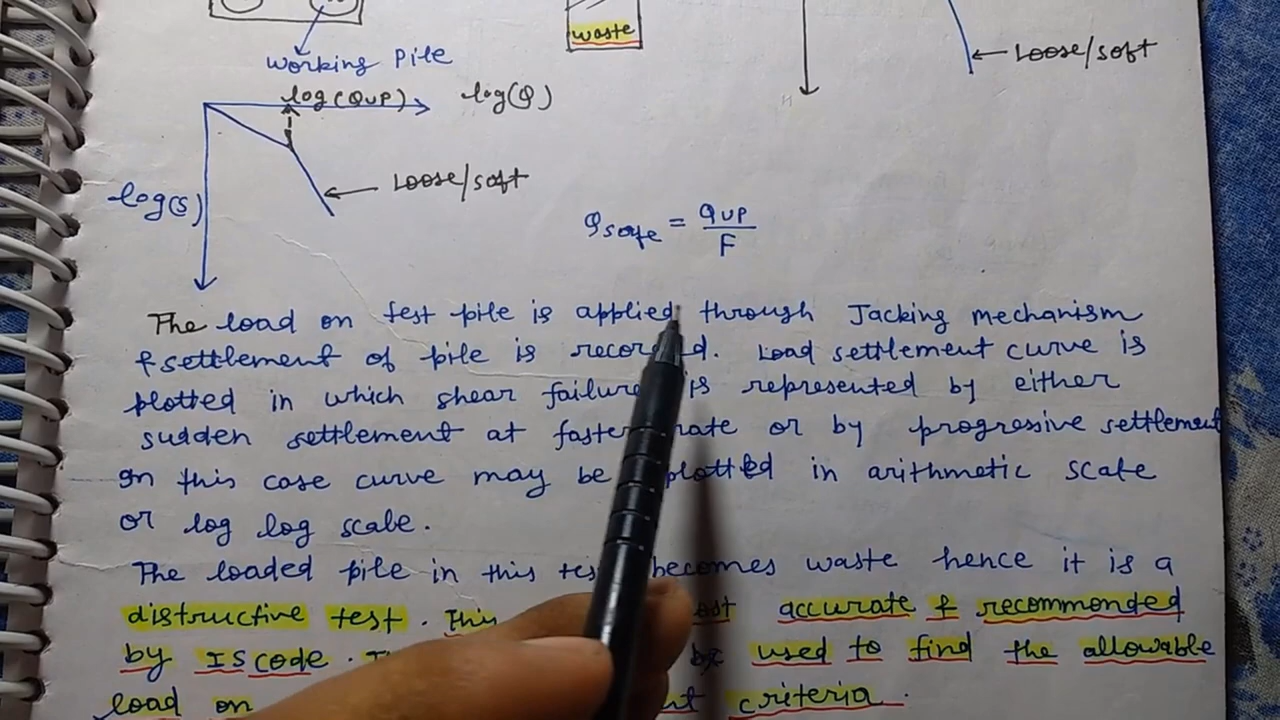 waste
Loose/soft
working Pile
log(QUP)
log(Q)
Loose/soft
log(s)
Qsafe = QUP/F
The load on test pile is applied through Jacking mechanism
& settlement of pile is recorded. Load settlement curve is
plotted in which shear failure is represented by either
sudden settlement at faster rate or by progressive settlement
In this case curve may be plotted in arithmetic scale
or log log scale.
The loaded pile in this test becomes waste hence it is a
distructive test. This accurate & recommonded
by IS code. used to find the allowable
load on criteria.